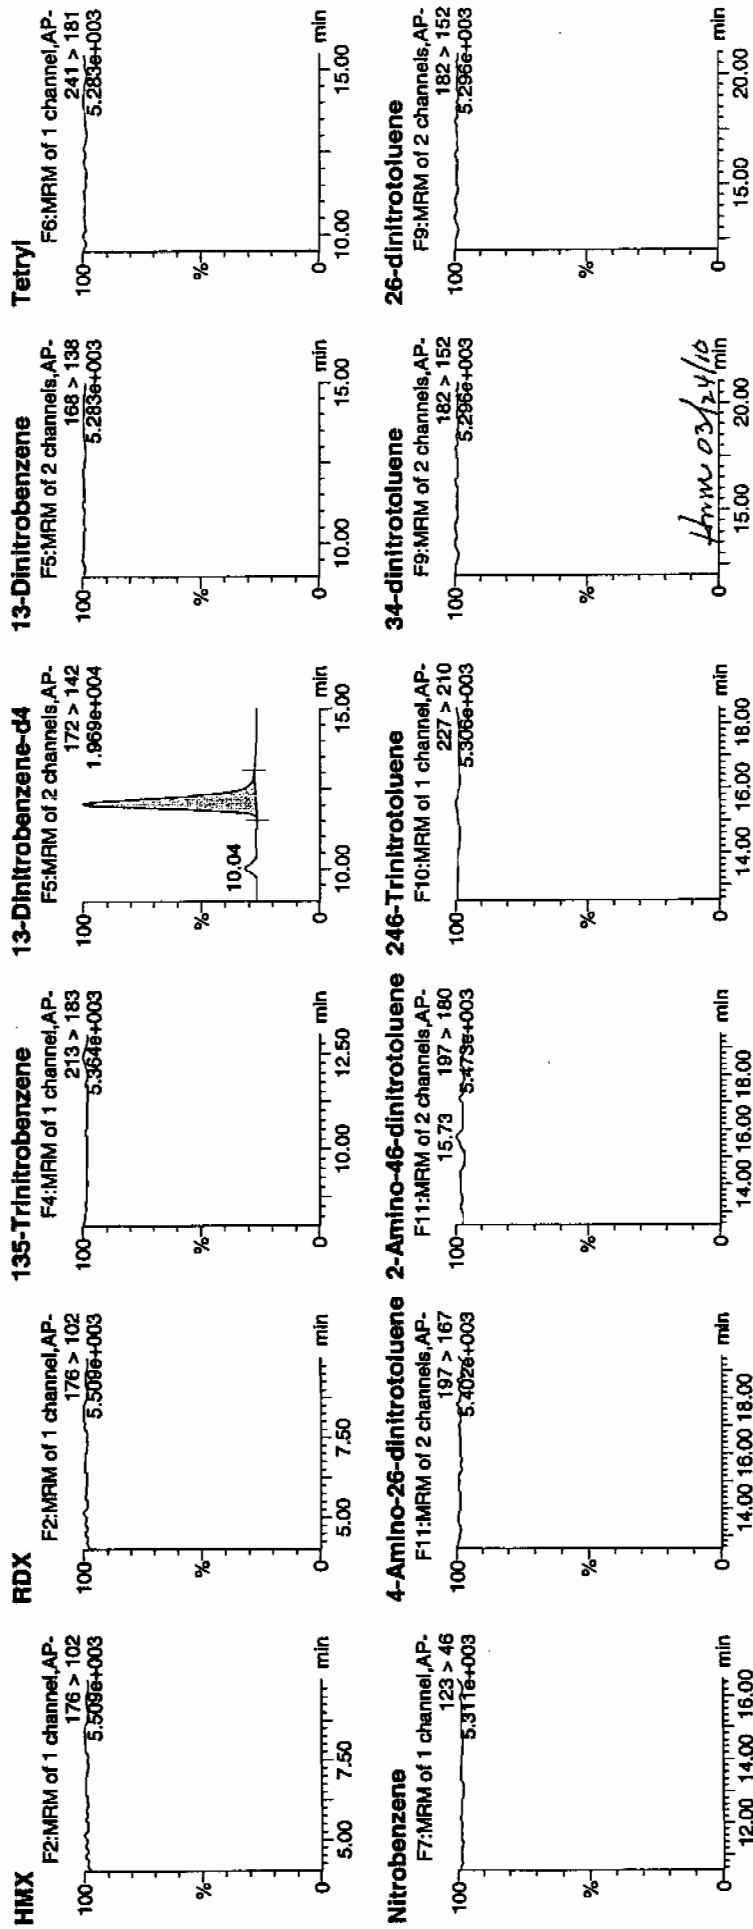 HMX
F2:MRM of 1 channel,AP-
176 > 102
5.509e+003
100
%
0
5.00 7.50 min
RDX
F2:MRM of 1 channel,AP-
176 > 102
5.509e+003
100
%
0
5.00 7.50 min
135-Trinitrobenzene
F4:MRM of 1 channel,AP-
213 > 183
5.364e+003
100
%
0
10.00 12.50 min
13-Dinitrobenzene-d4
F5:MRM of 2 channels,AP-
172 > 142
1.969e+004
100
%
10.04
0
10.00 15.00 min
13-Dinitrobenzene
F5:MRM of 2 channels,AP-
168 > 138
5.283e+003
100
%
0
10.00 15.00 min
Tetryl
F6:MRM of 1 channel,AP-
241 > 181
5.283e+003
100
%
0
10.00 15.00 min
Nitrobenzene
F7:MRM of 1 channel,AP-
123 > 46
5.311e+003
100
%
0
12.00 14.00 16.00 min
4-Amino-26-dinitrotoluene
F11:MRM of 2 channels,AP-
197 > 167
5.402e+003
100
%
0
14.00 16.00 18.00 min
2-Amino-46-dinitrotoluene
F11:MRM of 2 channels,AP-
15.73 197 > 180
5.473e+003
100
%
0
14.00 16.00 18.00 min
246-Trinitrotoluene
F10:MRM of 1 channel,AP-
227 > 210
5.306e+003
100
%
0
14.00 16.00 18.00 min
34-dinitrotoluene
F9:MRM of 2 channels,AP-
182 > 152
5.296e+003
100
%
03/24/10
0
15.00 20.00 min
26-dinitrotoluene
F9:MRM of 2 channels,AP-
182 > 152
5.296e+003
100
%
0
15.00 20.00 min